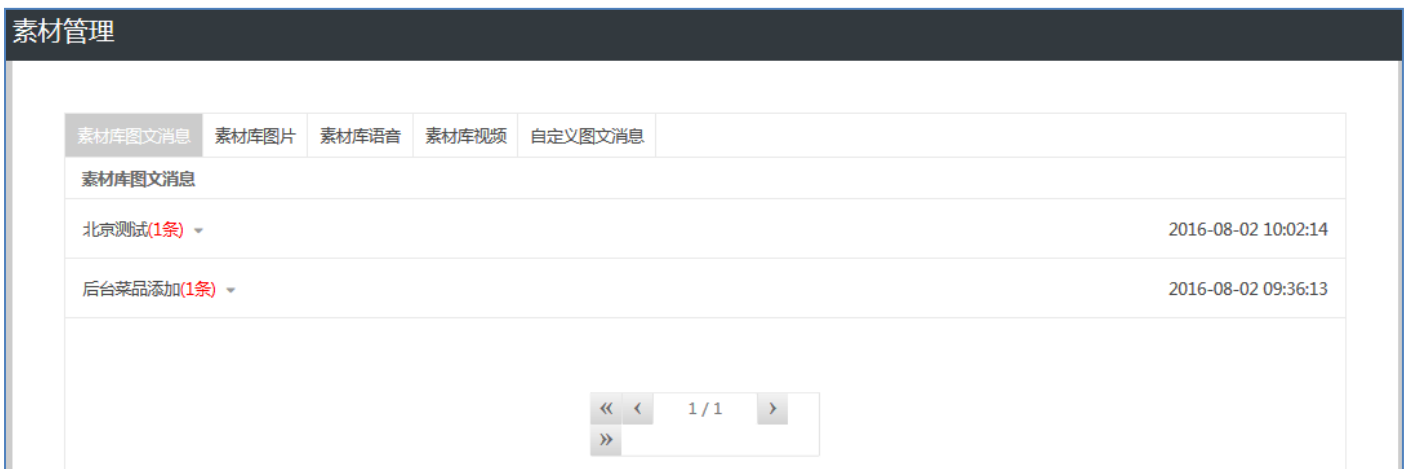 素材管理
素材库图文消息 素材库图片 素材库语音 素材库视频 自定义图文消息
素材库图文消息
北京测试(1条) 2016-08-02 10:02:14
后台菜品添加(1条) 2016-08-02 09:36:13
« ‹ 1 / 1 ›
»